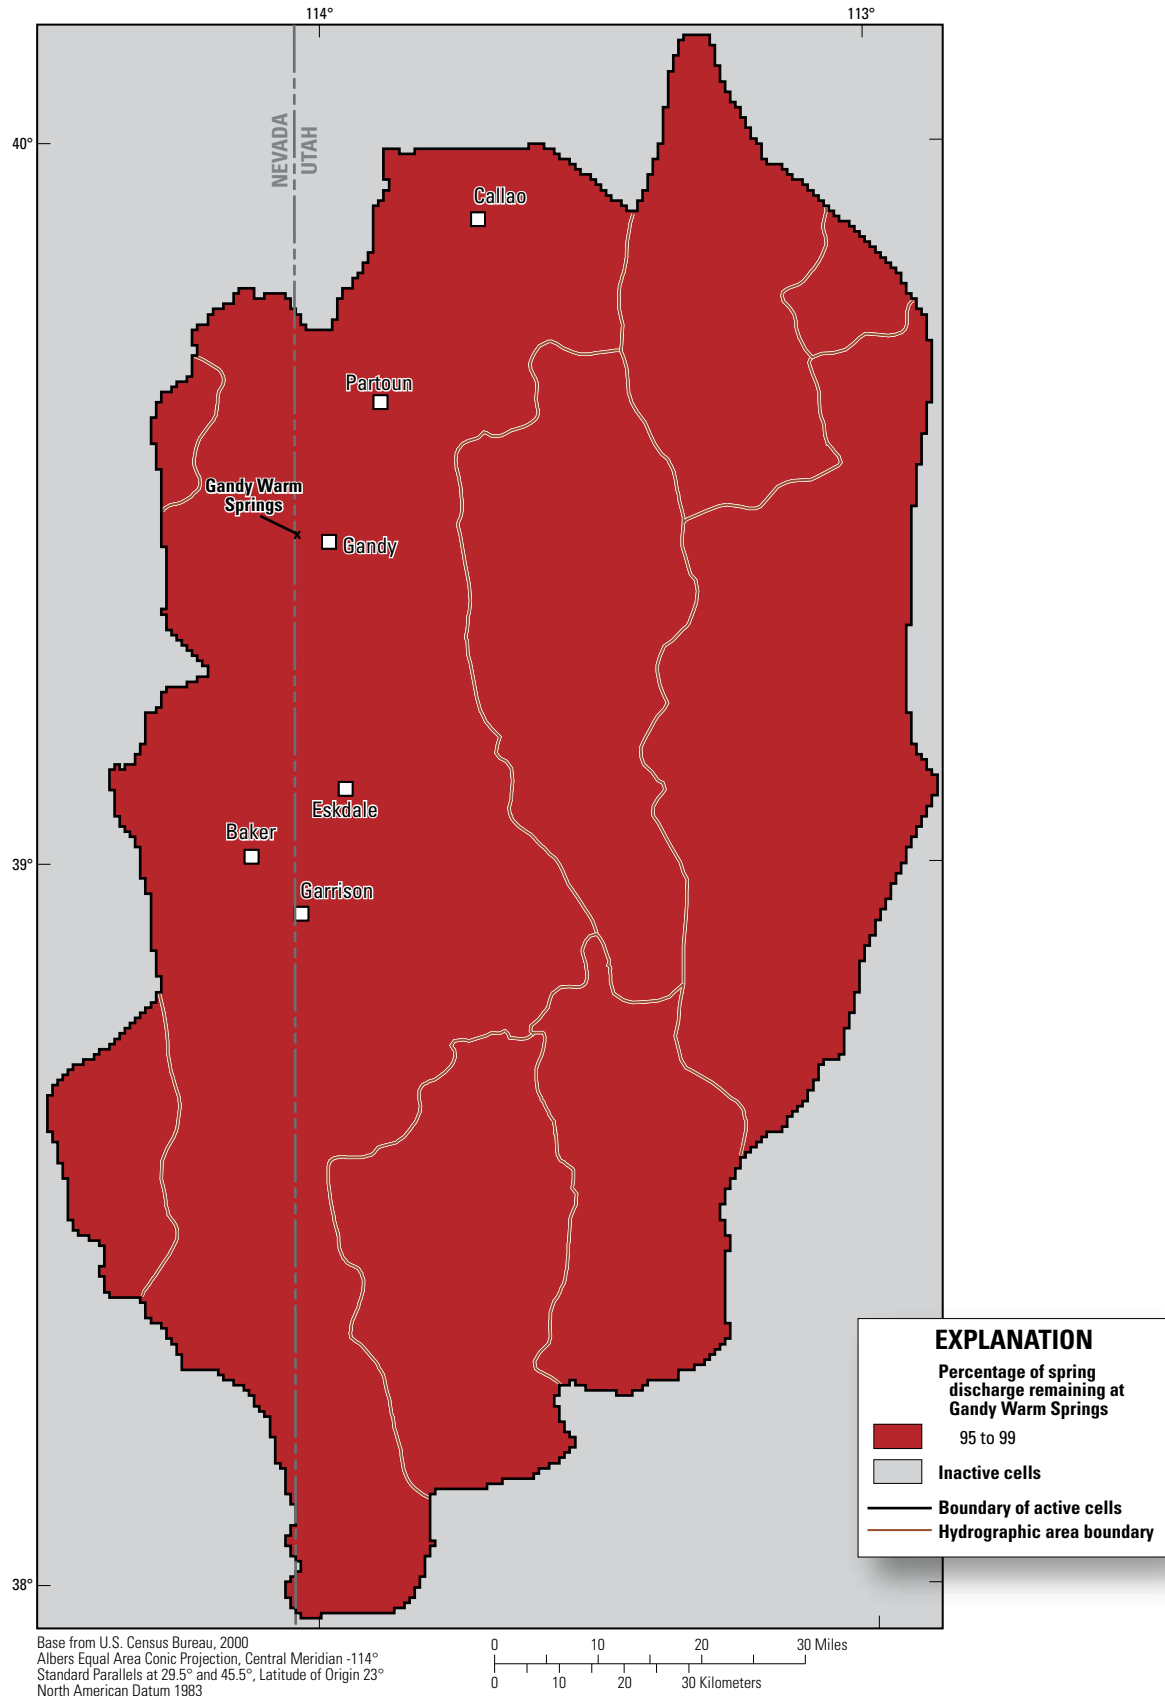 114°
113°
40°
NEVADA
UTAH
Callao
Partoun
Gandy Warm
Springs
Gandy
Eskdale
Baker
39°
Garrison
EXPLANATION
Percentage of spring
discharge remaining at
Gandy Warm Springs
95 to 99
Inactive cells
Boundary of active cells
Hydrographic area boundary
38°
Base from U.S. Census Bureau, 2000
Albers Equal Area Conic Projection, Central Meridian -114°
Standard Parallels at 29.5° and 45.5°, Latitude of Origin 23°
North American Datum 1983
0 10 20 30 Miles
0 10 20 30 Kilometers